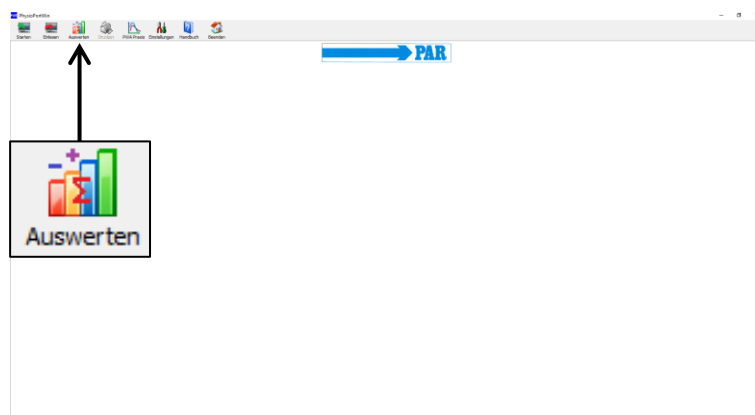 PhysioPortWin
Starten Einlesen Auswerten Drucken PWA Praxis Einstellungen Handbuch Beenden
PAR
Auswerten